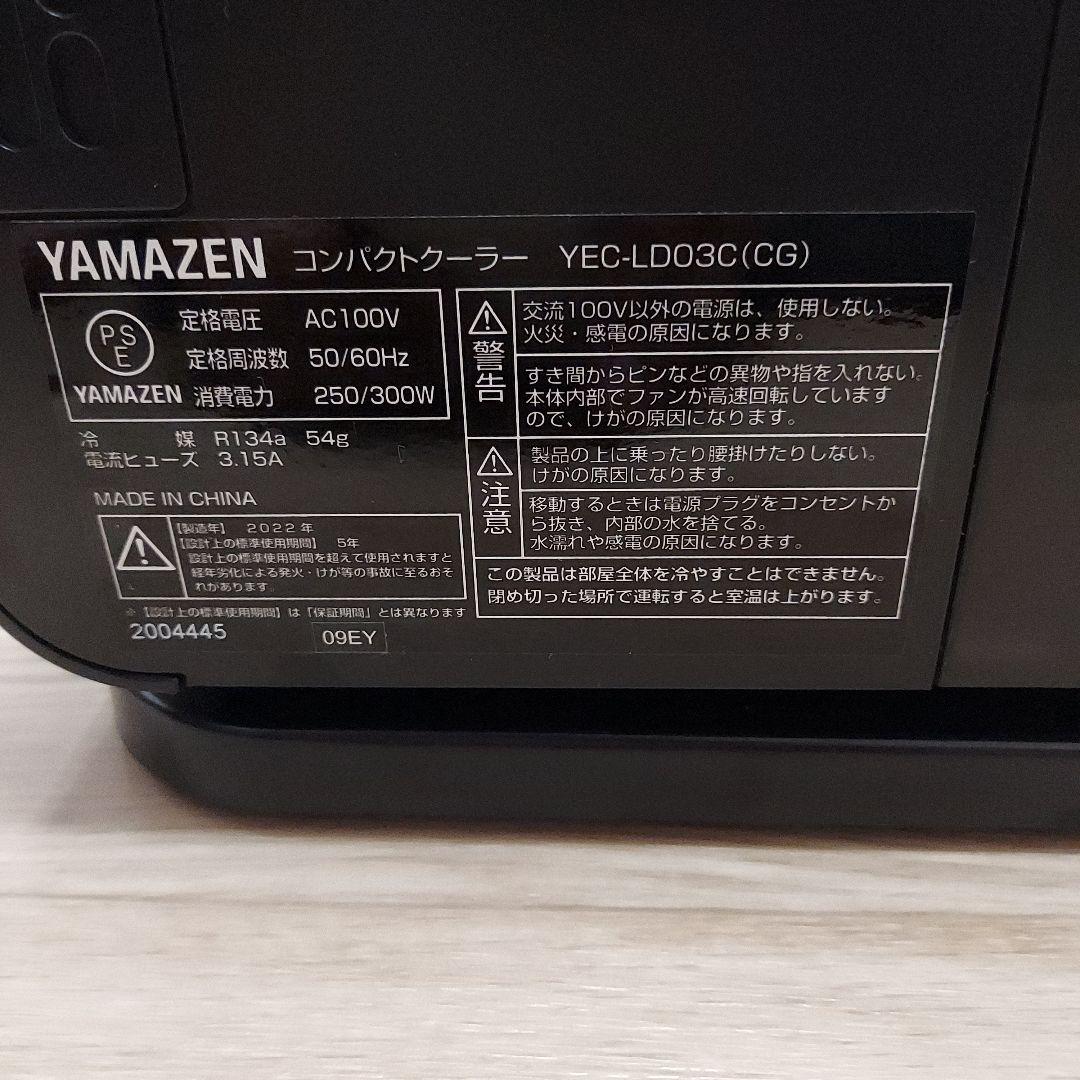 YAMAZEN コンパクトクーラー YEC-LD03C(CG)
PSE
YAMAZEN
定格電圧 AC100V
定格周波数 50/60Hz
消費電力 250/300W
冷媒 R134a 54g
電流ヒューズ 3.15A
MADE IN CHINA
【製造年】 2022年
【設計上の標準使用期間】 5年
設計上の標準使用期間を超えて使用されますと
経年劣化による発火・けが等の事故に至るおそ
れがあります。
※【設計上の標準使用期間】は「保証期間」とは異なります
2004445 09EY
警告
交流100V以外の電源は、使用しない。
火災・感電の原因になります。
すき間からピンなどの異物や指を入れない。
本体内部でファンが高速回転しています
ので、けがの原因になります。
注意
製品の上に乗ったり腰掛けたりしない。
けがの原因になります。
移動するときは電源プラグをコンセントか
ら抜き、内部の水を捨てる。
水濡れや感電の原因になります。
この製品は部屋全体を冷やすことはできません。
閉め切った場所で運転すると室温は上がります。